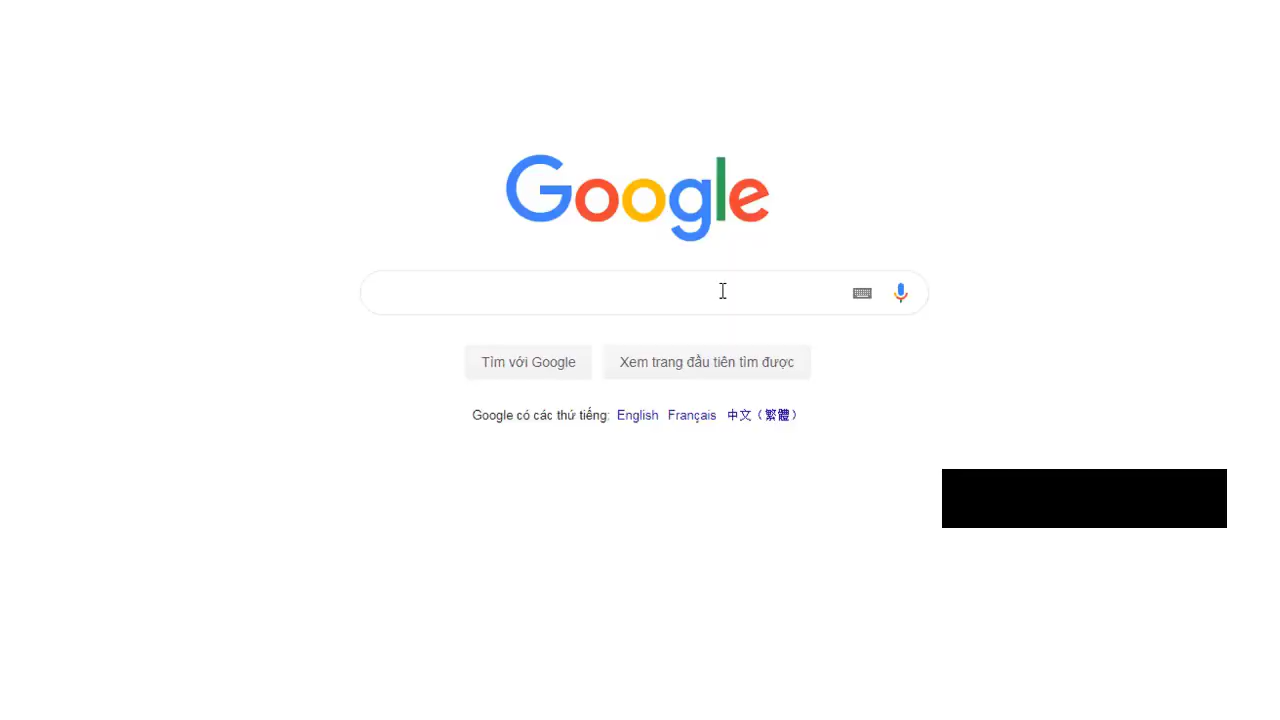 Google
Tìm với Google
Xem trang đầu tiên tìm được
Google có các thứ tiếng: English Français 中文（繁體）